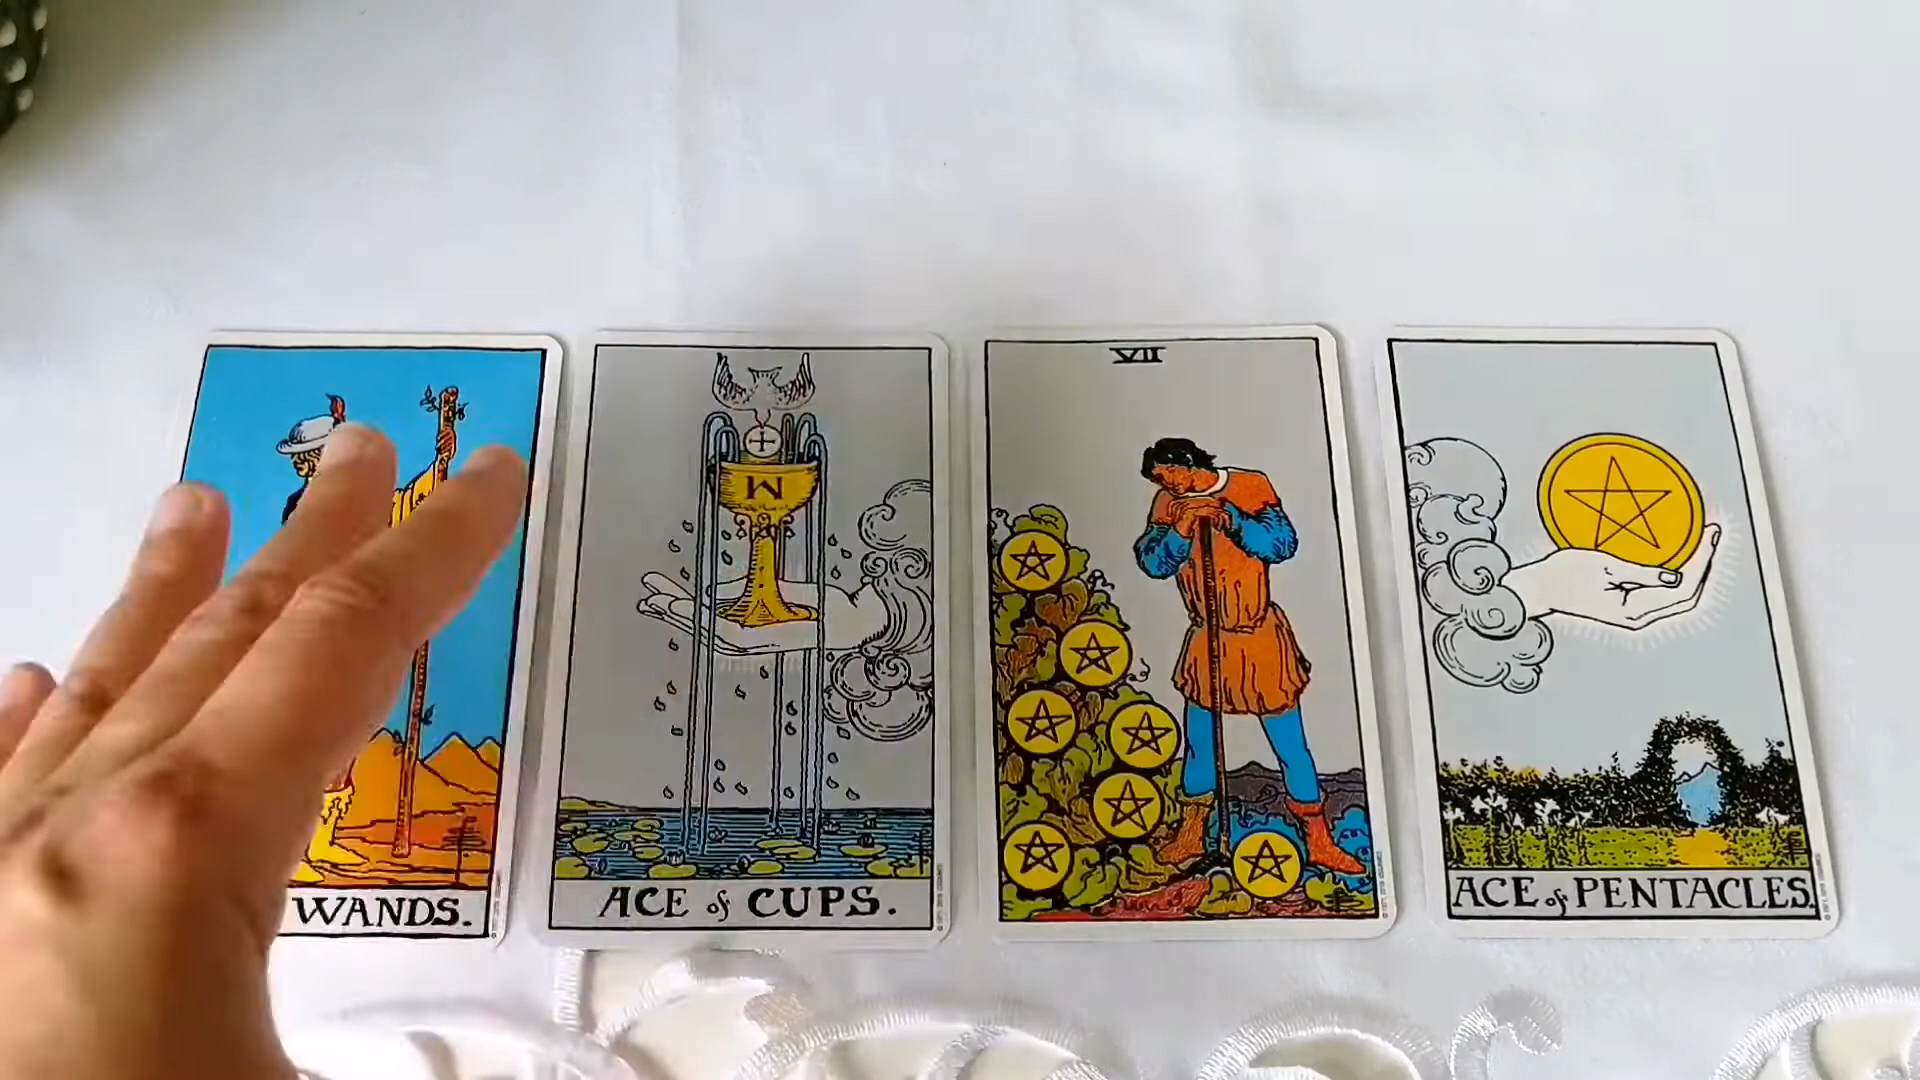 WANDS.
ACE of CUPS.
VII
ACE of PENTACLES.